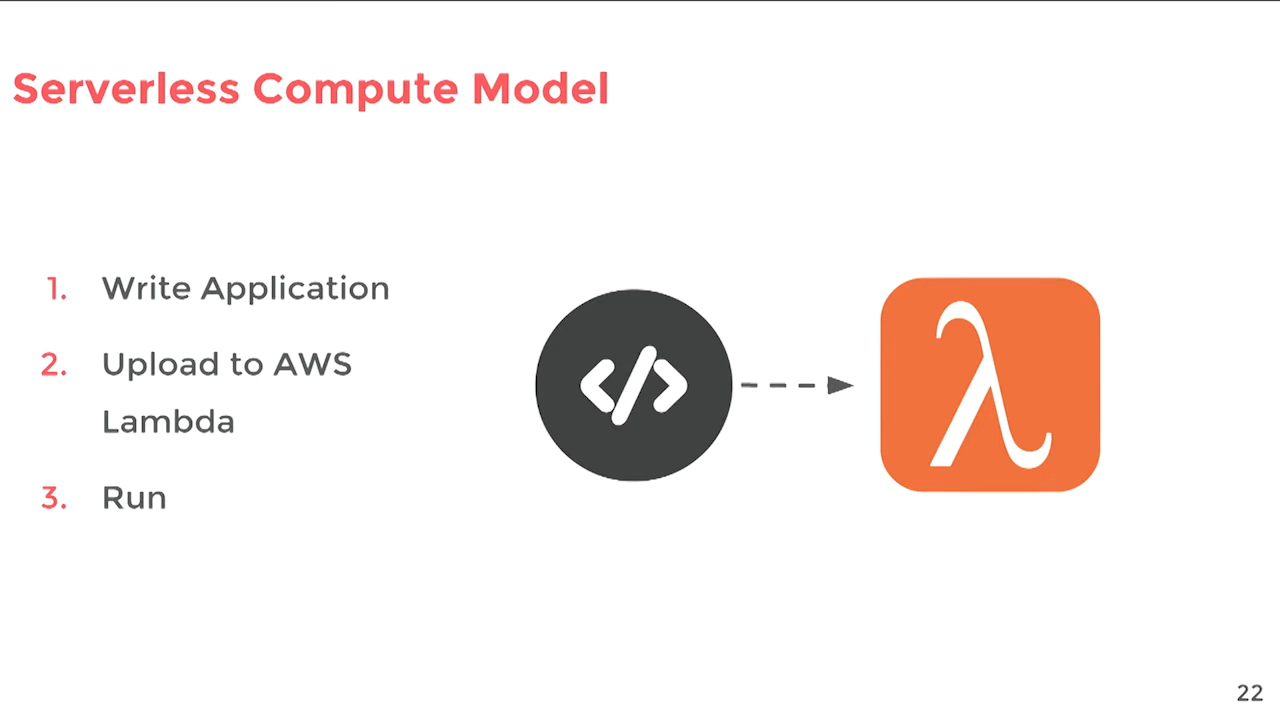 Serverless Compute Model
1. Write Application
2. Upload to AWS
Lambda
3. Run
</>
λ
22